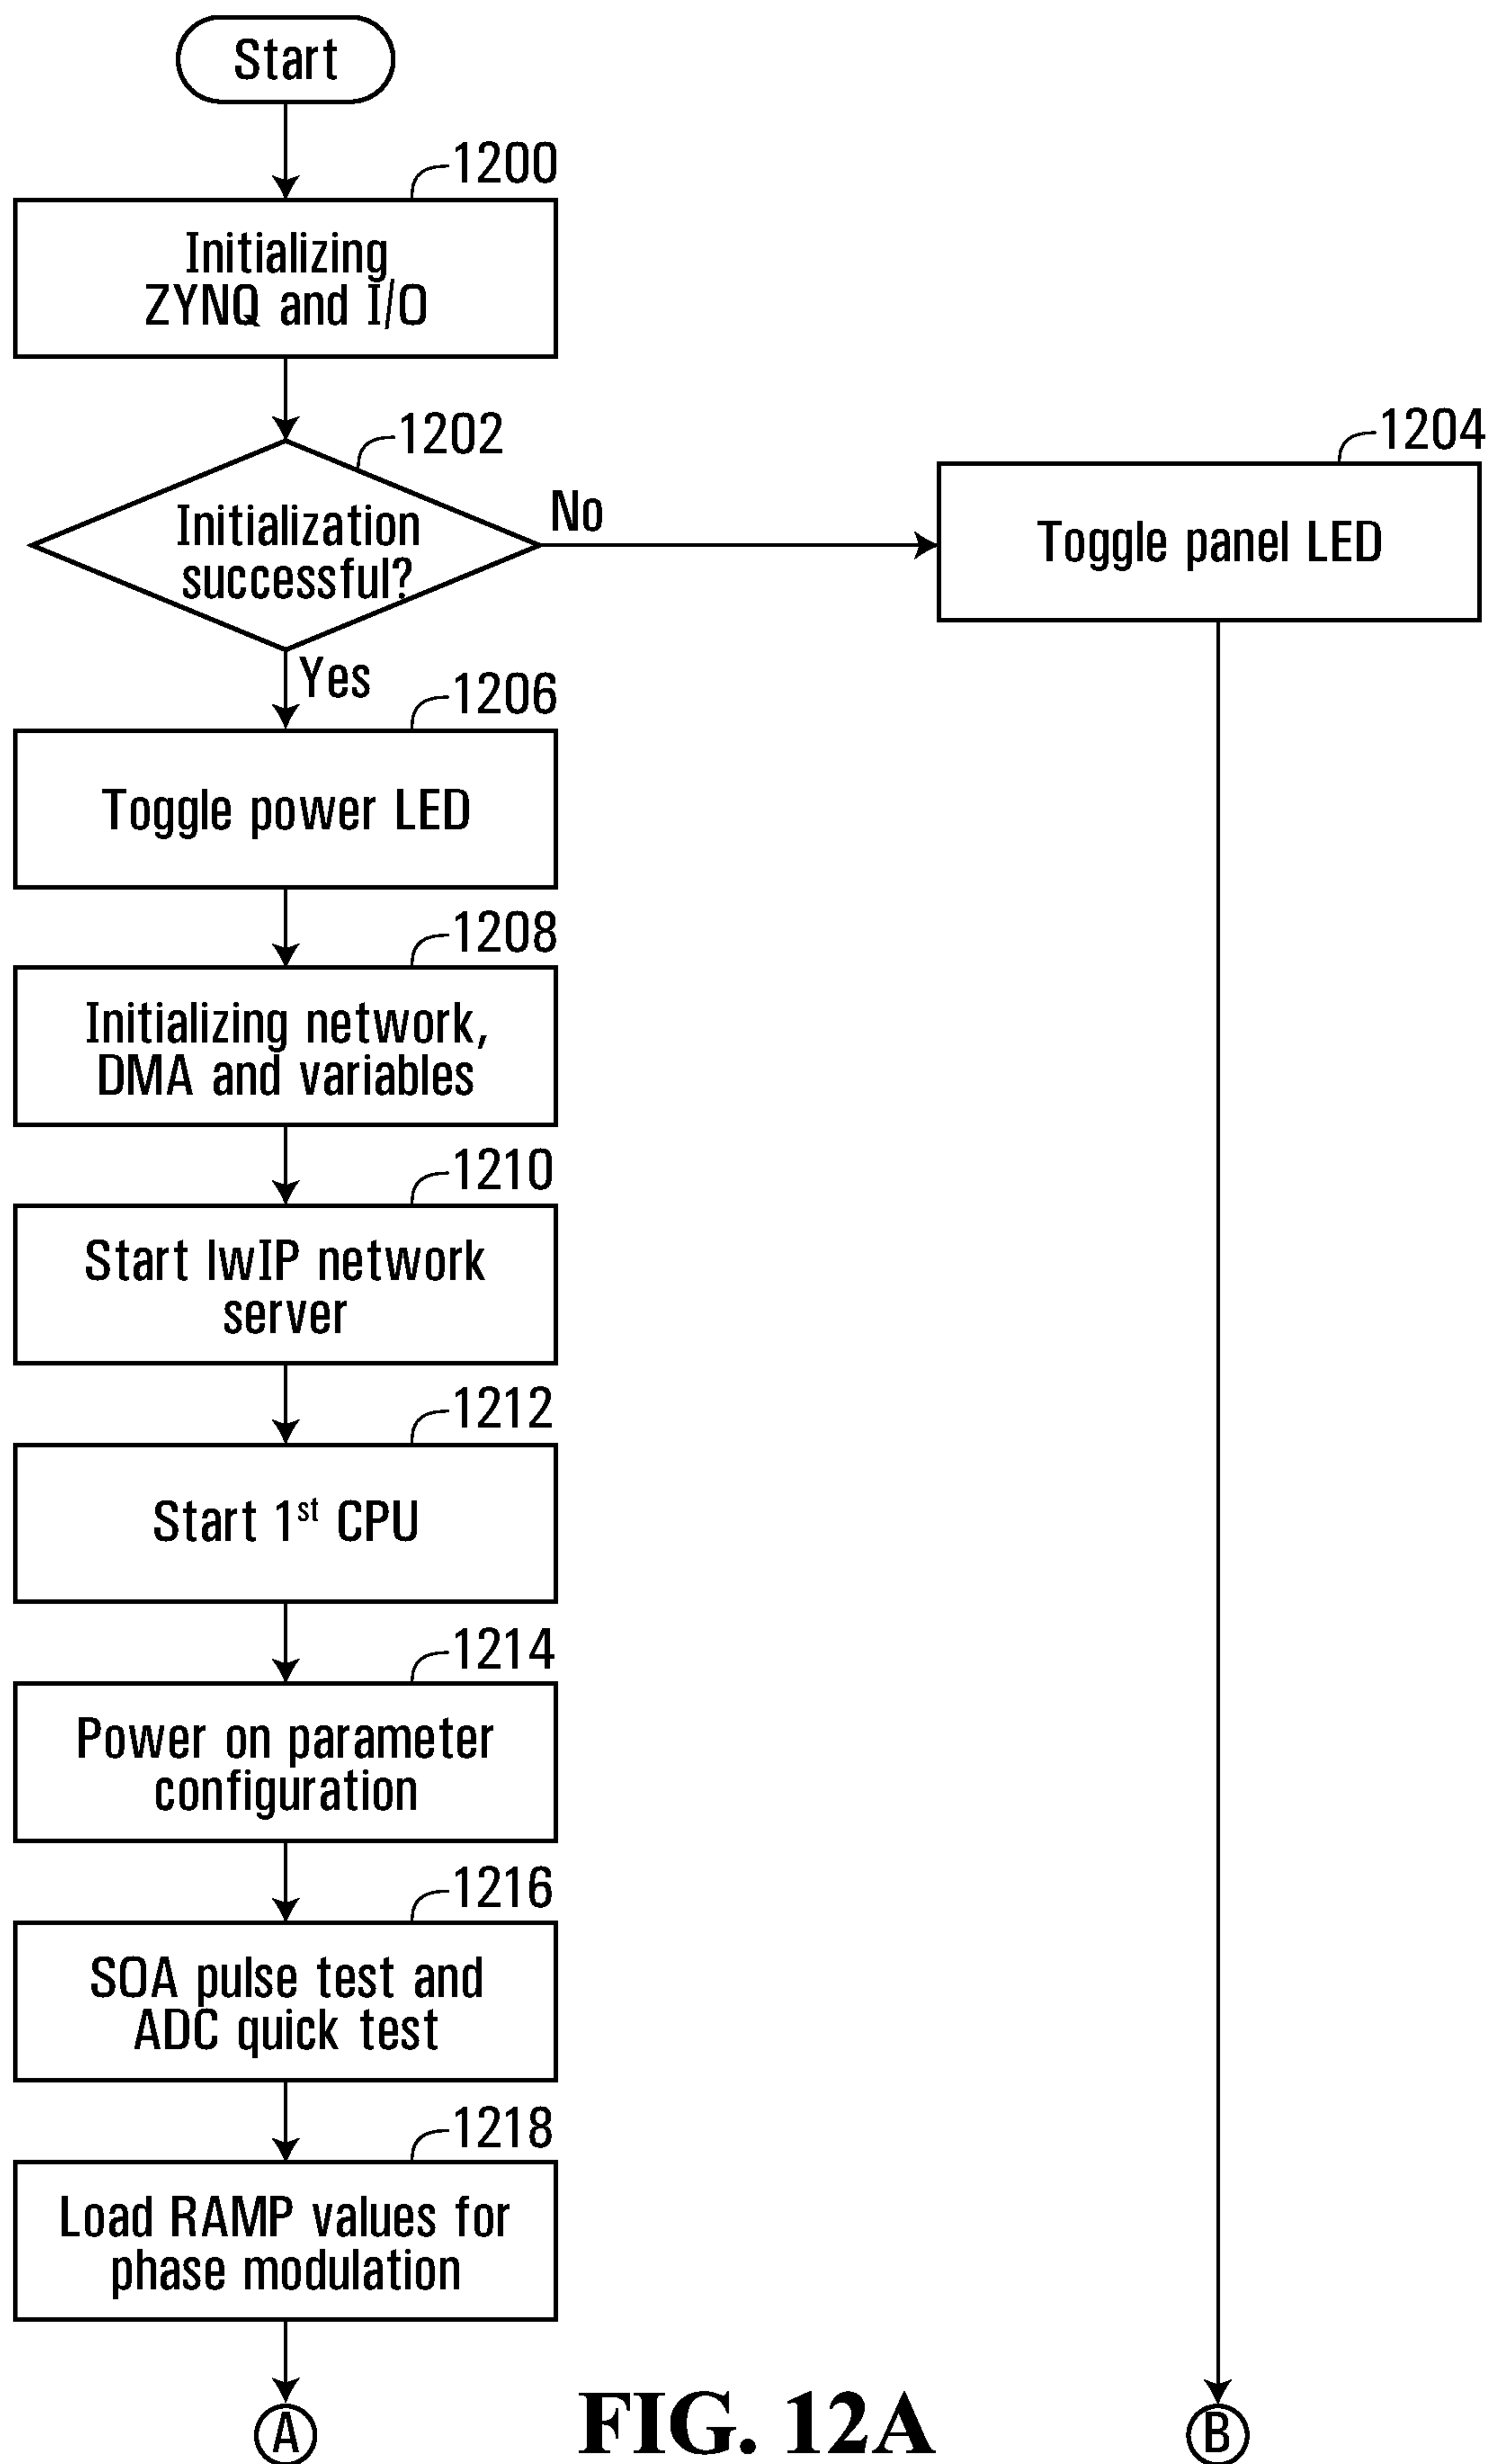 Start
1200
Initializing
ZYNQ and I/O
1202
Initialization
successful?
No
1204
Toggle panel LED
Yes
1206
Toggle power LED
1208
Initializing network,
DMA and variables
1210
Start lwIP network
server
1212
Start 1st CPU
1214
Power on parameter
configuration
1216
SOA pulse test and
ADC quick test
1218
Load RAMP values for
phase modulation
A
B
FIG. 12A